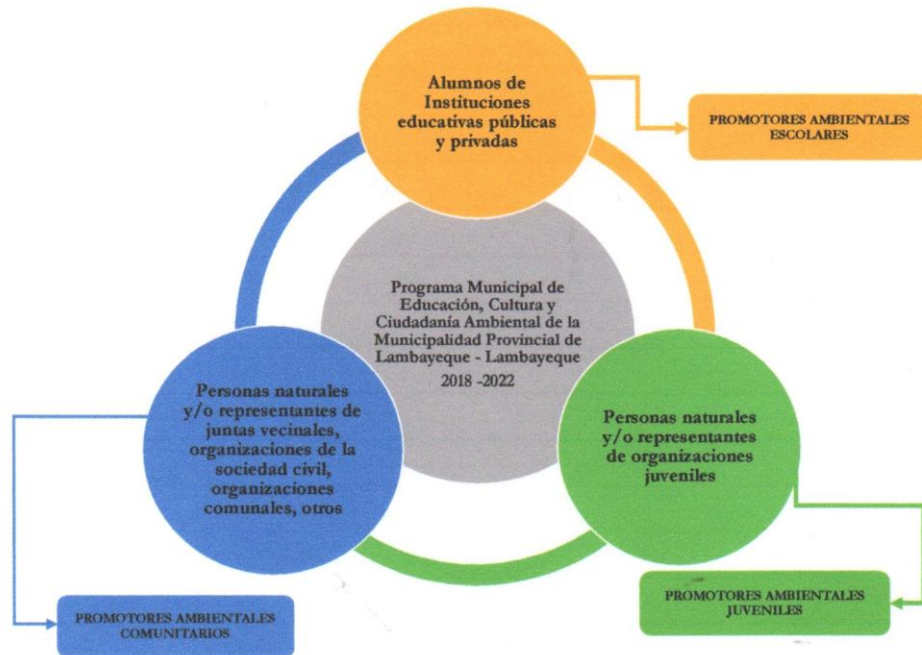 Alumnos de
Instituciones
educativas públicas
y privadas
PROMOTORES AMBIENTALES
ESCOLARES
Programa Municipal de
Educación, Cultura y
Ciudadanía Ambiental de la
Municipalidad Provincial de
Lambayeque - Lambayeque
2018 -2022
Personas naturales
y/o representantes de
juntas vecinales,
organizaciones de la
sociedad civil,
organizaciones
comunales, otros
Personas naturales
y/o representantes
de organizaciones
juveniles
PROMOTORES AMBIENTALES
COMUNITARIOS
PROMOTORES AMBIENTALES
JUVENILES